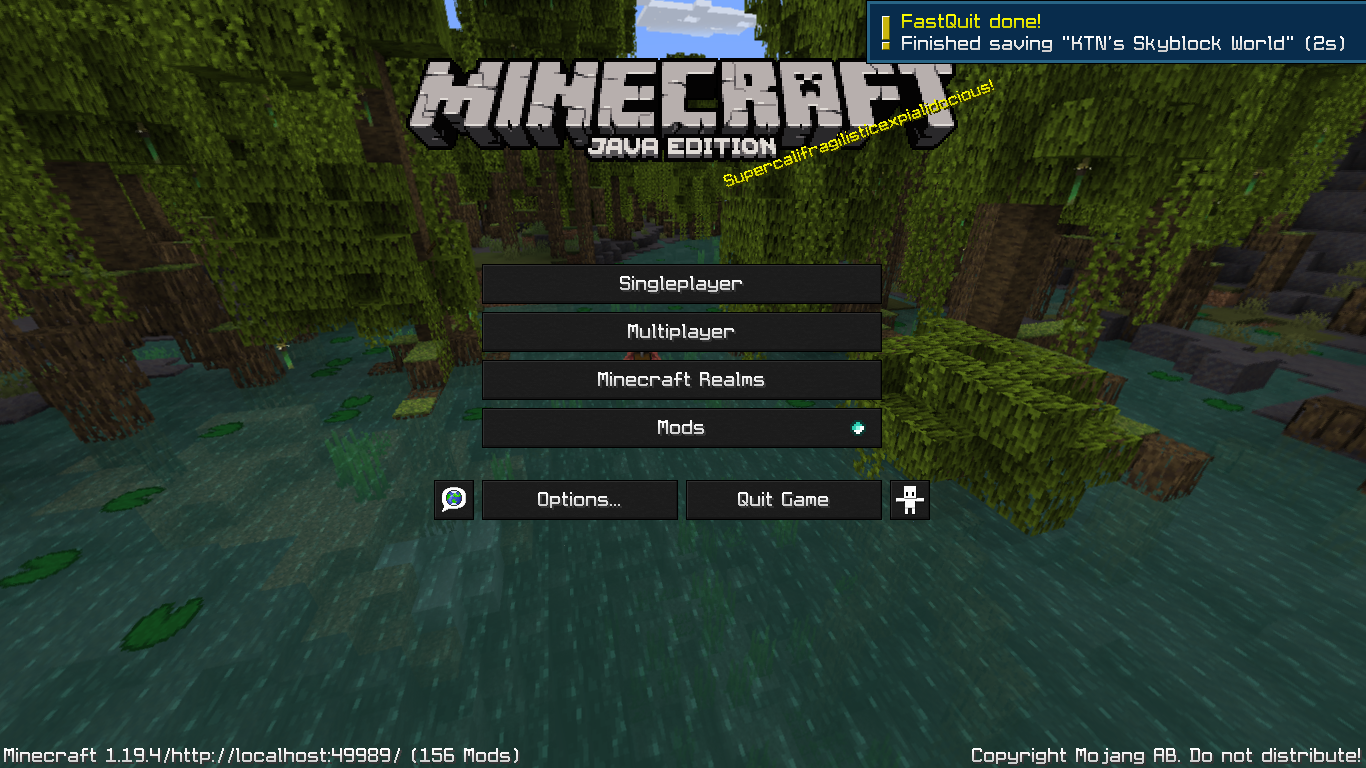 FastQuit done!
Finished saving "KTN's Skyblock World" (2s)
MINECRAFT
JAVA EDITION
Supercalifragilisticexpialidocious!
Singleplayer
Multiplayer
Minecraft Realms
Mods
Options...
Quit Game
Minecraft 1.19.4/http://localhost:49989/ (156 Mods)
Copyright Mojang AB. Do not distribute!